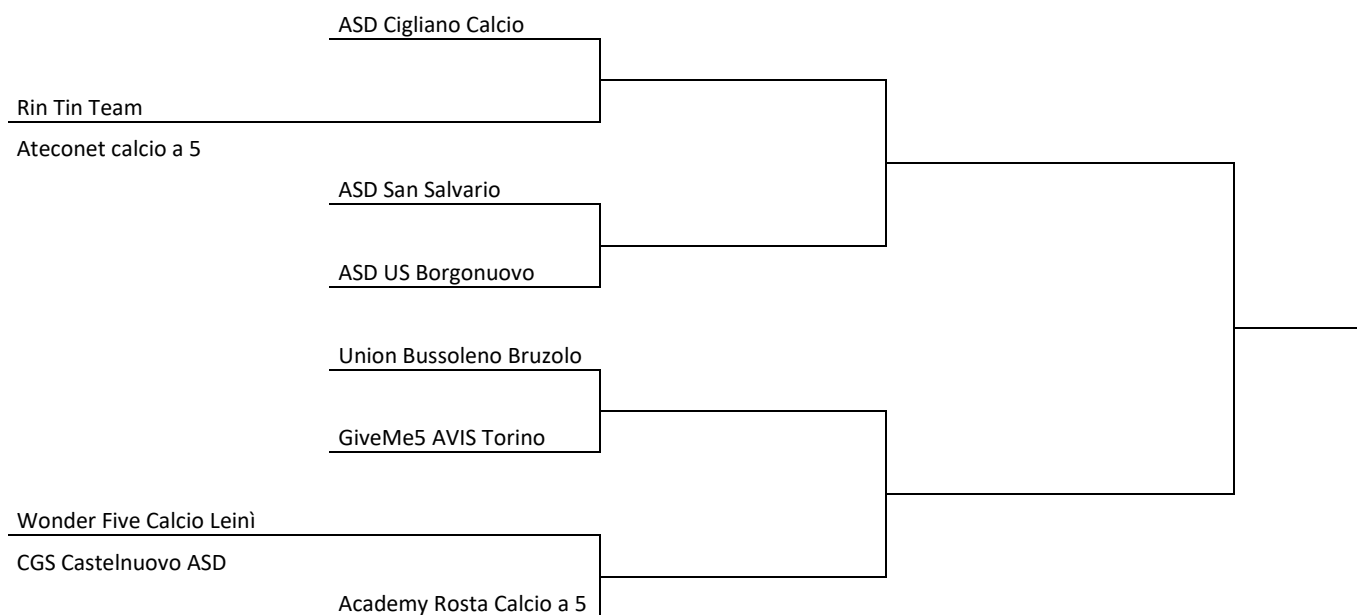 ASD Cigliano Calcio
Rin Tin Team
Ateconet calcio a 5
ASD San Salvario
ASD US Borgonuovo
Union Bussoleno Bruzolo
GiveMe5 AVIS Torino
Wonder Five Calcio Leinì
CGS Castelnuovo ASD
Academy Rosta Calcio a 5